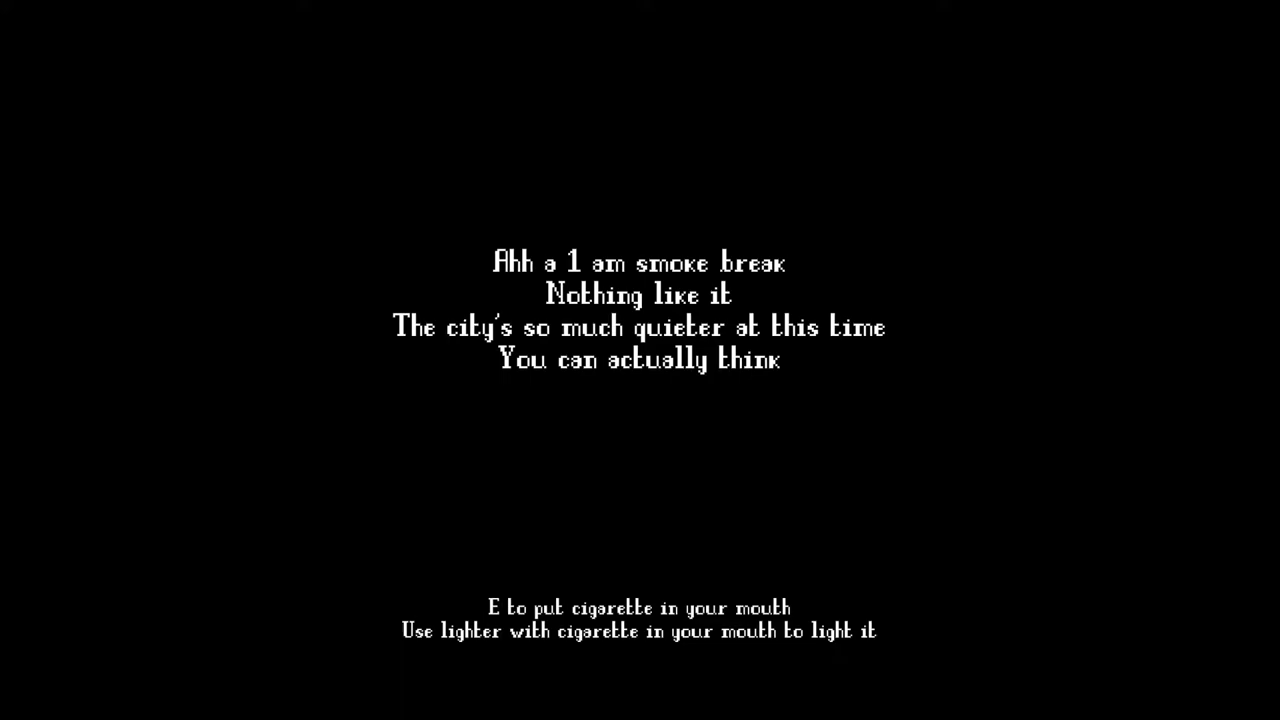 Ahh a 1 am smoke break
Nothing like it
The city's so much quieter at this time
You can actually think
E to put cigarette in your mouth
Use lighter with cigarette in your mouth to light it